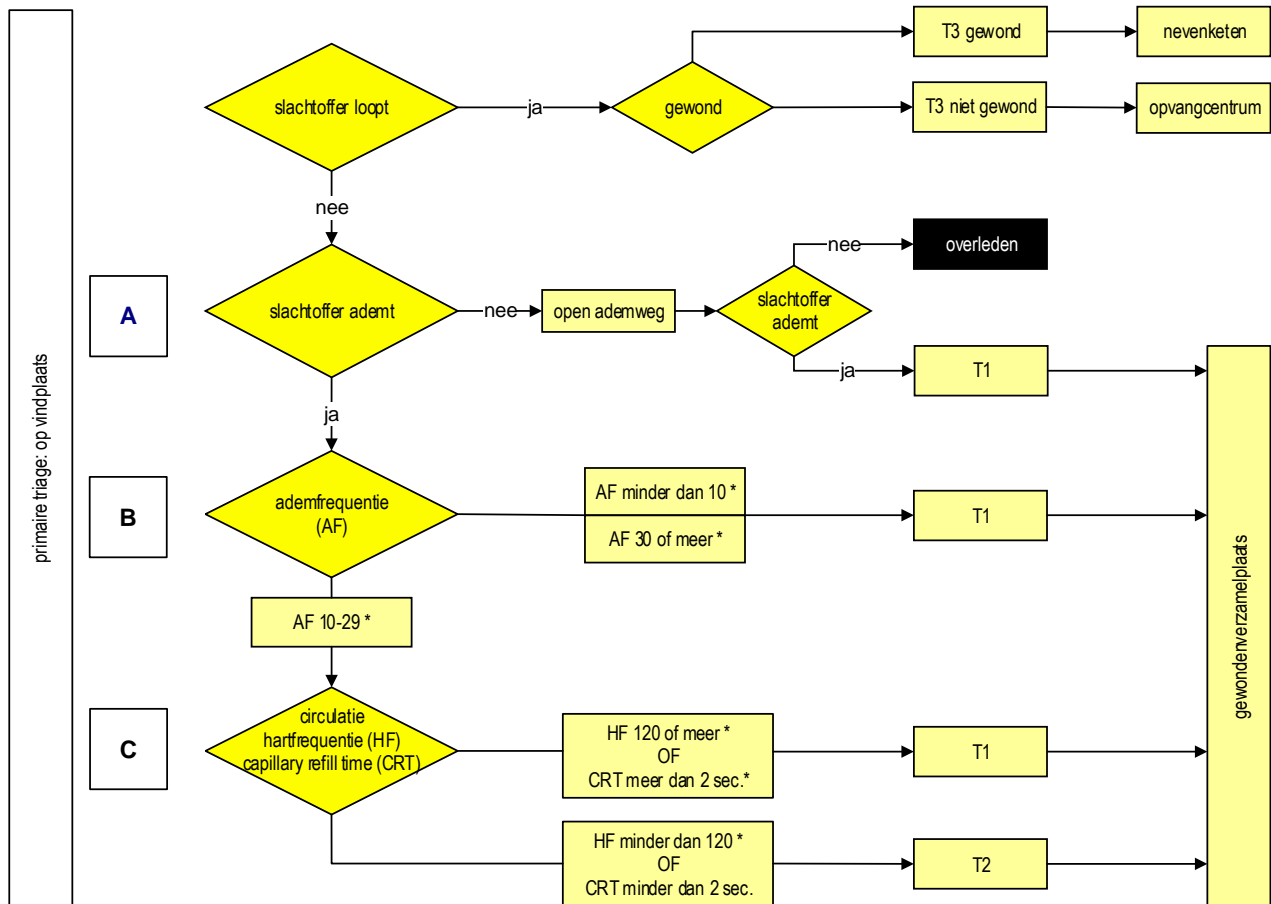 primaire triage: op vindplaats
slachtoffer loopt
ja
gewond
T3 gewond
nevenketen
T3 niet gewond
opvangcentrum
nee
A
slachtoffer ademt
nee
open ademweg
slachtoffer
ademt
nee
overleden
ja
T1
ja
B
ademfrequentie
(AF)
AF minder dan 10 *
AF 30 of meer *
T1
AF 10-29 *
C
circulatie
hartfrequentie (HF)
capillary refill time (CRT)
HF 120 of meer *
OF
CRT meer dan 2 sec.*
T1
HF minder dan 120 *
OF
CRT minder dan 2 sec.
T2
gewondenverzamelplaats